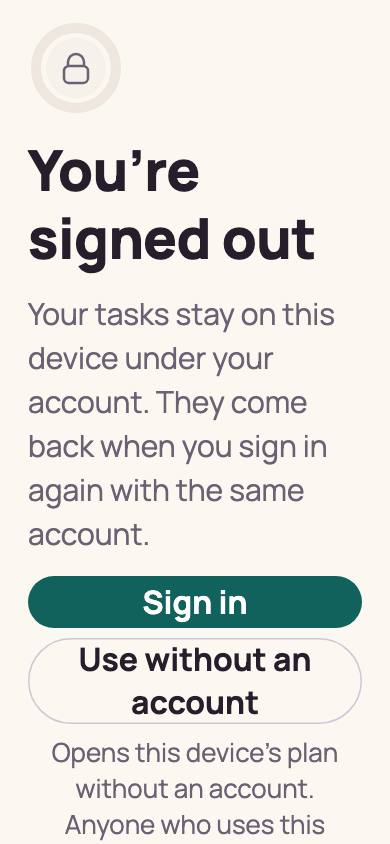 You’re
signed out
Your tasks stay on this
device under your
account. They come
back when you sign in
again with the same
account.
Sign in
Use without an
account
Opens this device’s plan
without an account.
Anyone who uses this